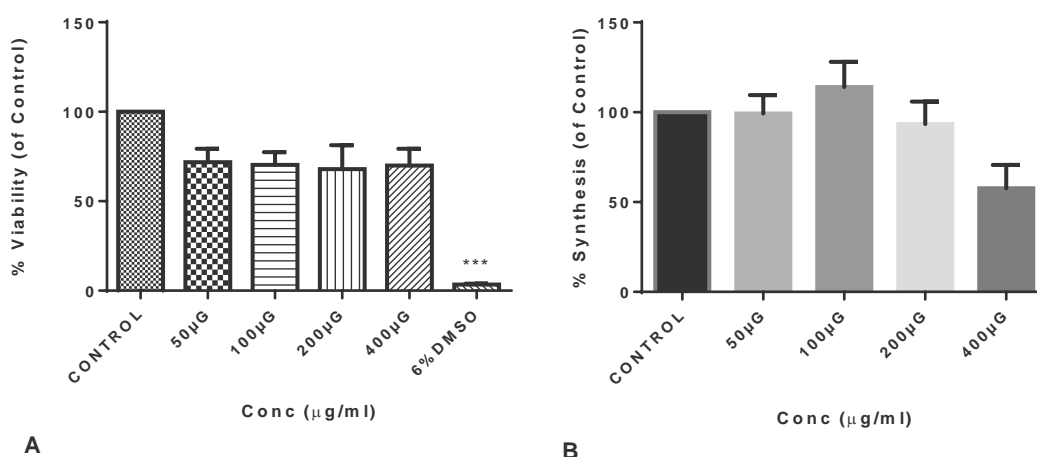 % Viability (of Control)
150
100
50
0
***
CONTROL
50µG
100µG
200µG
400µG
6%DMSO
Conc (µg/ml)
A
% Synthesis (of Control)
150
100
50
0
CONTROL
50µG
100µG
200µG
400µG
Conc (µg/ml)
B